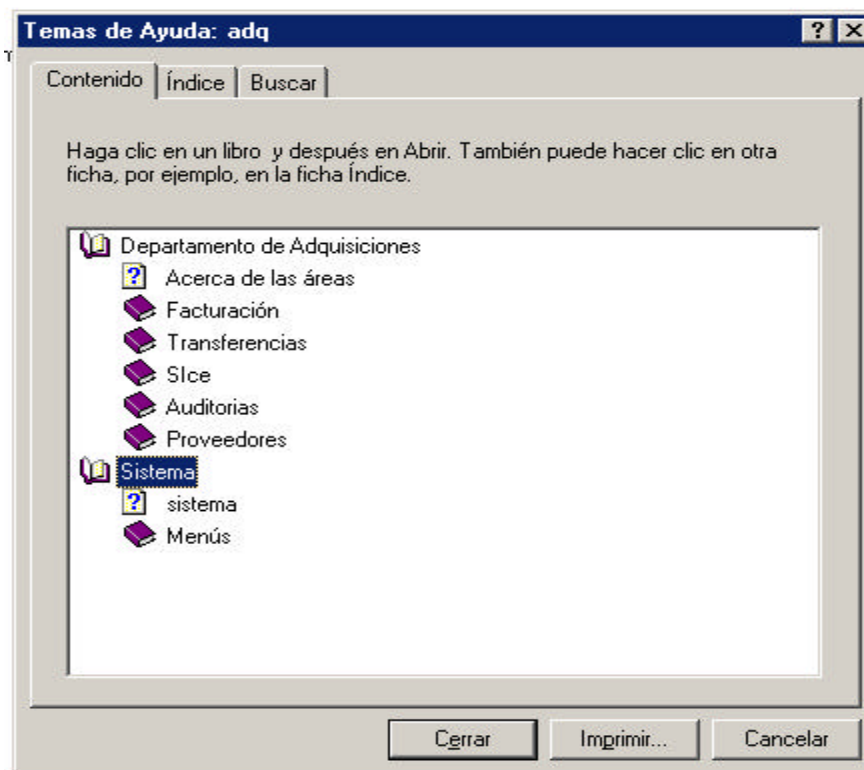 Temas de Ayuda: adq
Contenido Índice Buscar
Haga clic en un libro y después en Abrir. También puede hacer clic en otra
ficha, por ejemplo, en la ficha Índice.
Departamento de Adquisiciones
Acerca de las áreas
Facturación
Transferencias
SIce
Auditorias
Proveedores
Sistema
sistema
Menús
Cerrar Imprimir... Cancelar